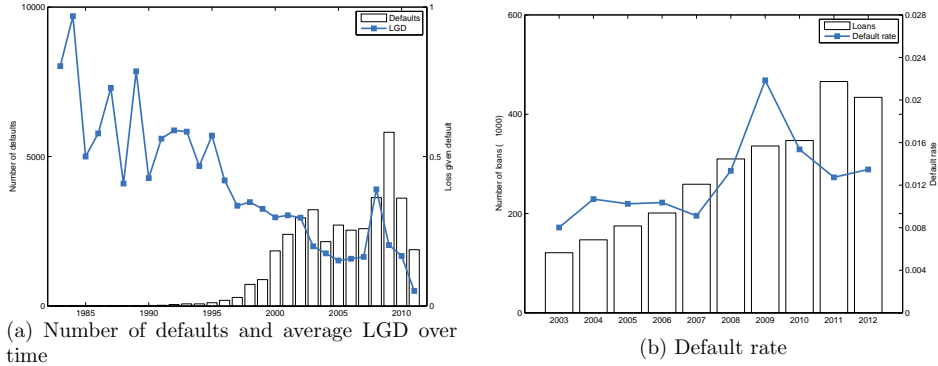 10000
1
Defaults
LGD
Number of defaults
5000
0.5
Loss given default
0
0
1985 1990 1995 2000 2005 2010
(a) Number of defaults and average LGD over
time
600
0.028
Loans
Default rate
0.024
400
0.02
Number of loans ( 1000)
0.016
Default rate
0.012
200
0.008
0.004
0
0
2003 2004 2005 2006 2007 2008 2009 2010 2011 2012
(b) Default rate